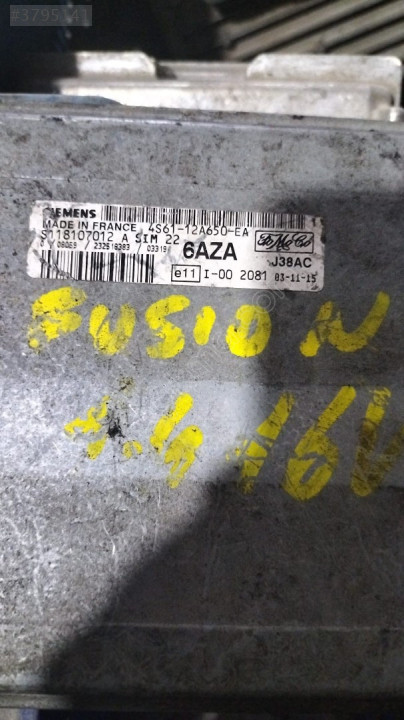 SIEMENS
MADE IN FRANCE 4S61-12A650-EA
S118107012 A SIM 22
6AZA
J38AC
e11 I-00 2081 03-11-15
FUSION
1.4 16V